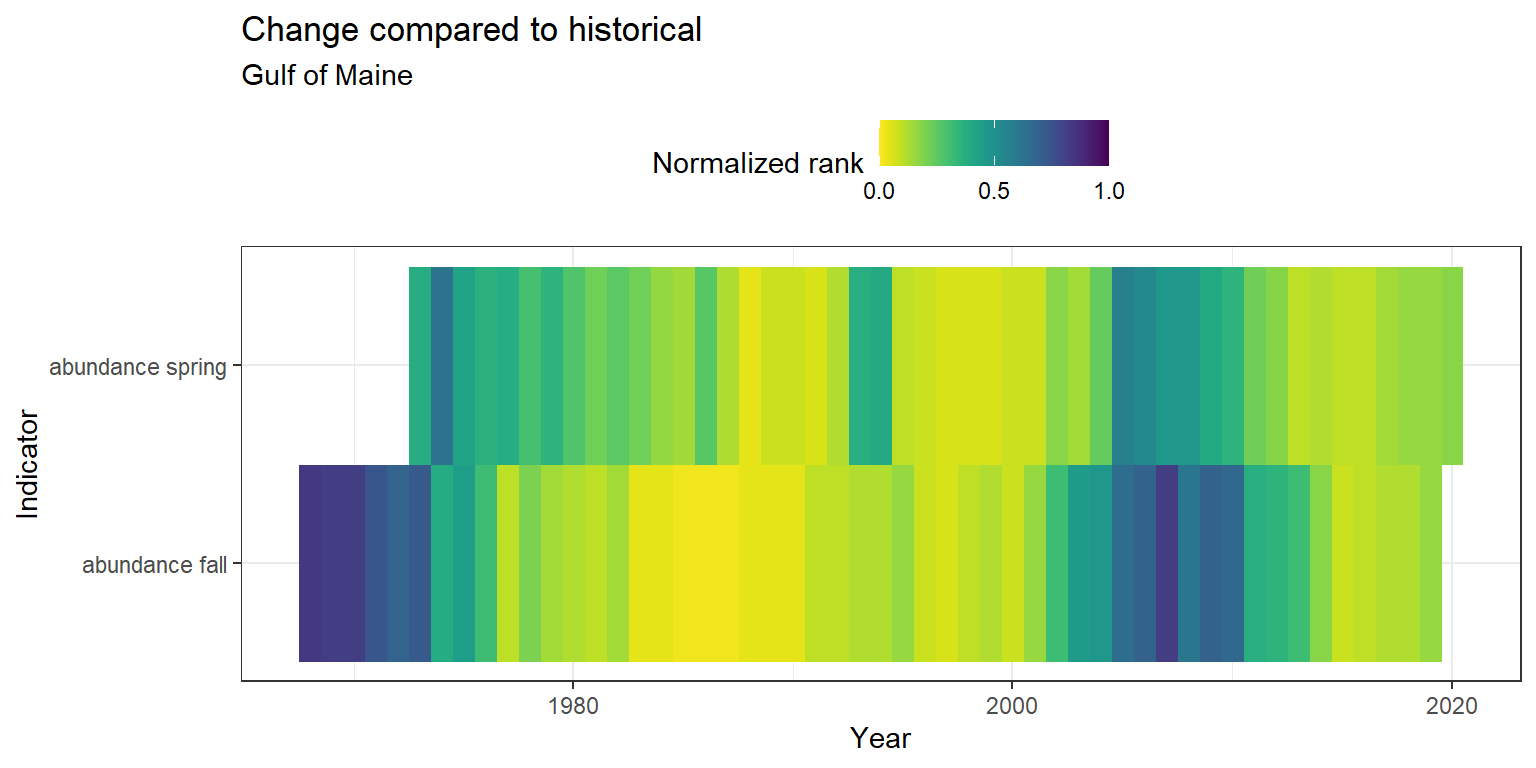 Change compared to historical
Gulf of Maine
Normalized rank
0.0 0.5 1.0
abundance spring
abundance fall
Indicator
1980 2000 2020
Year